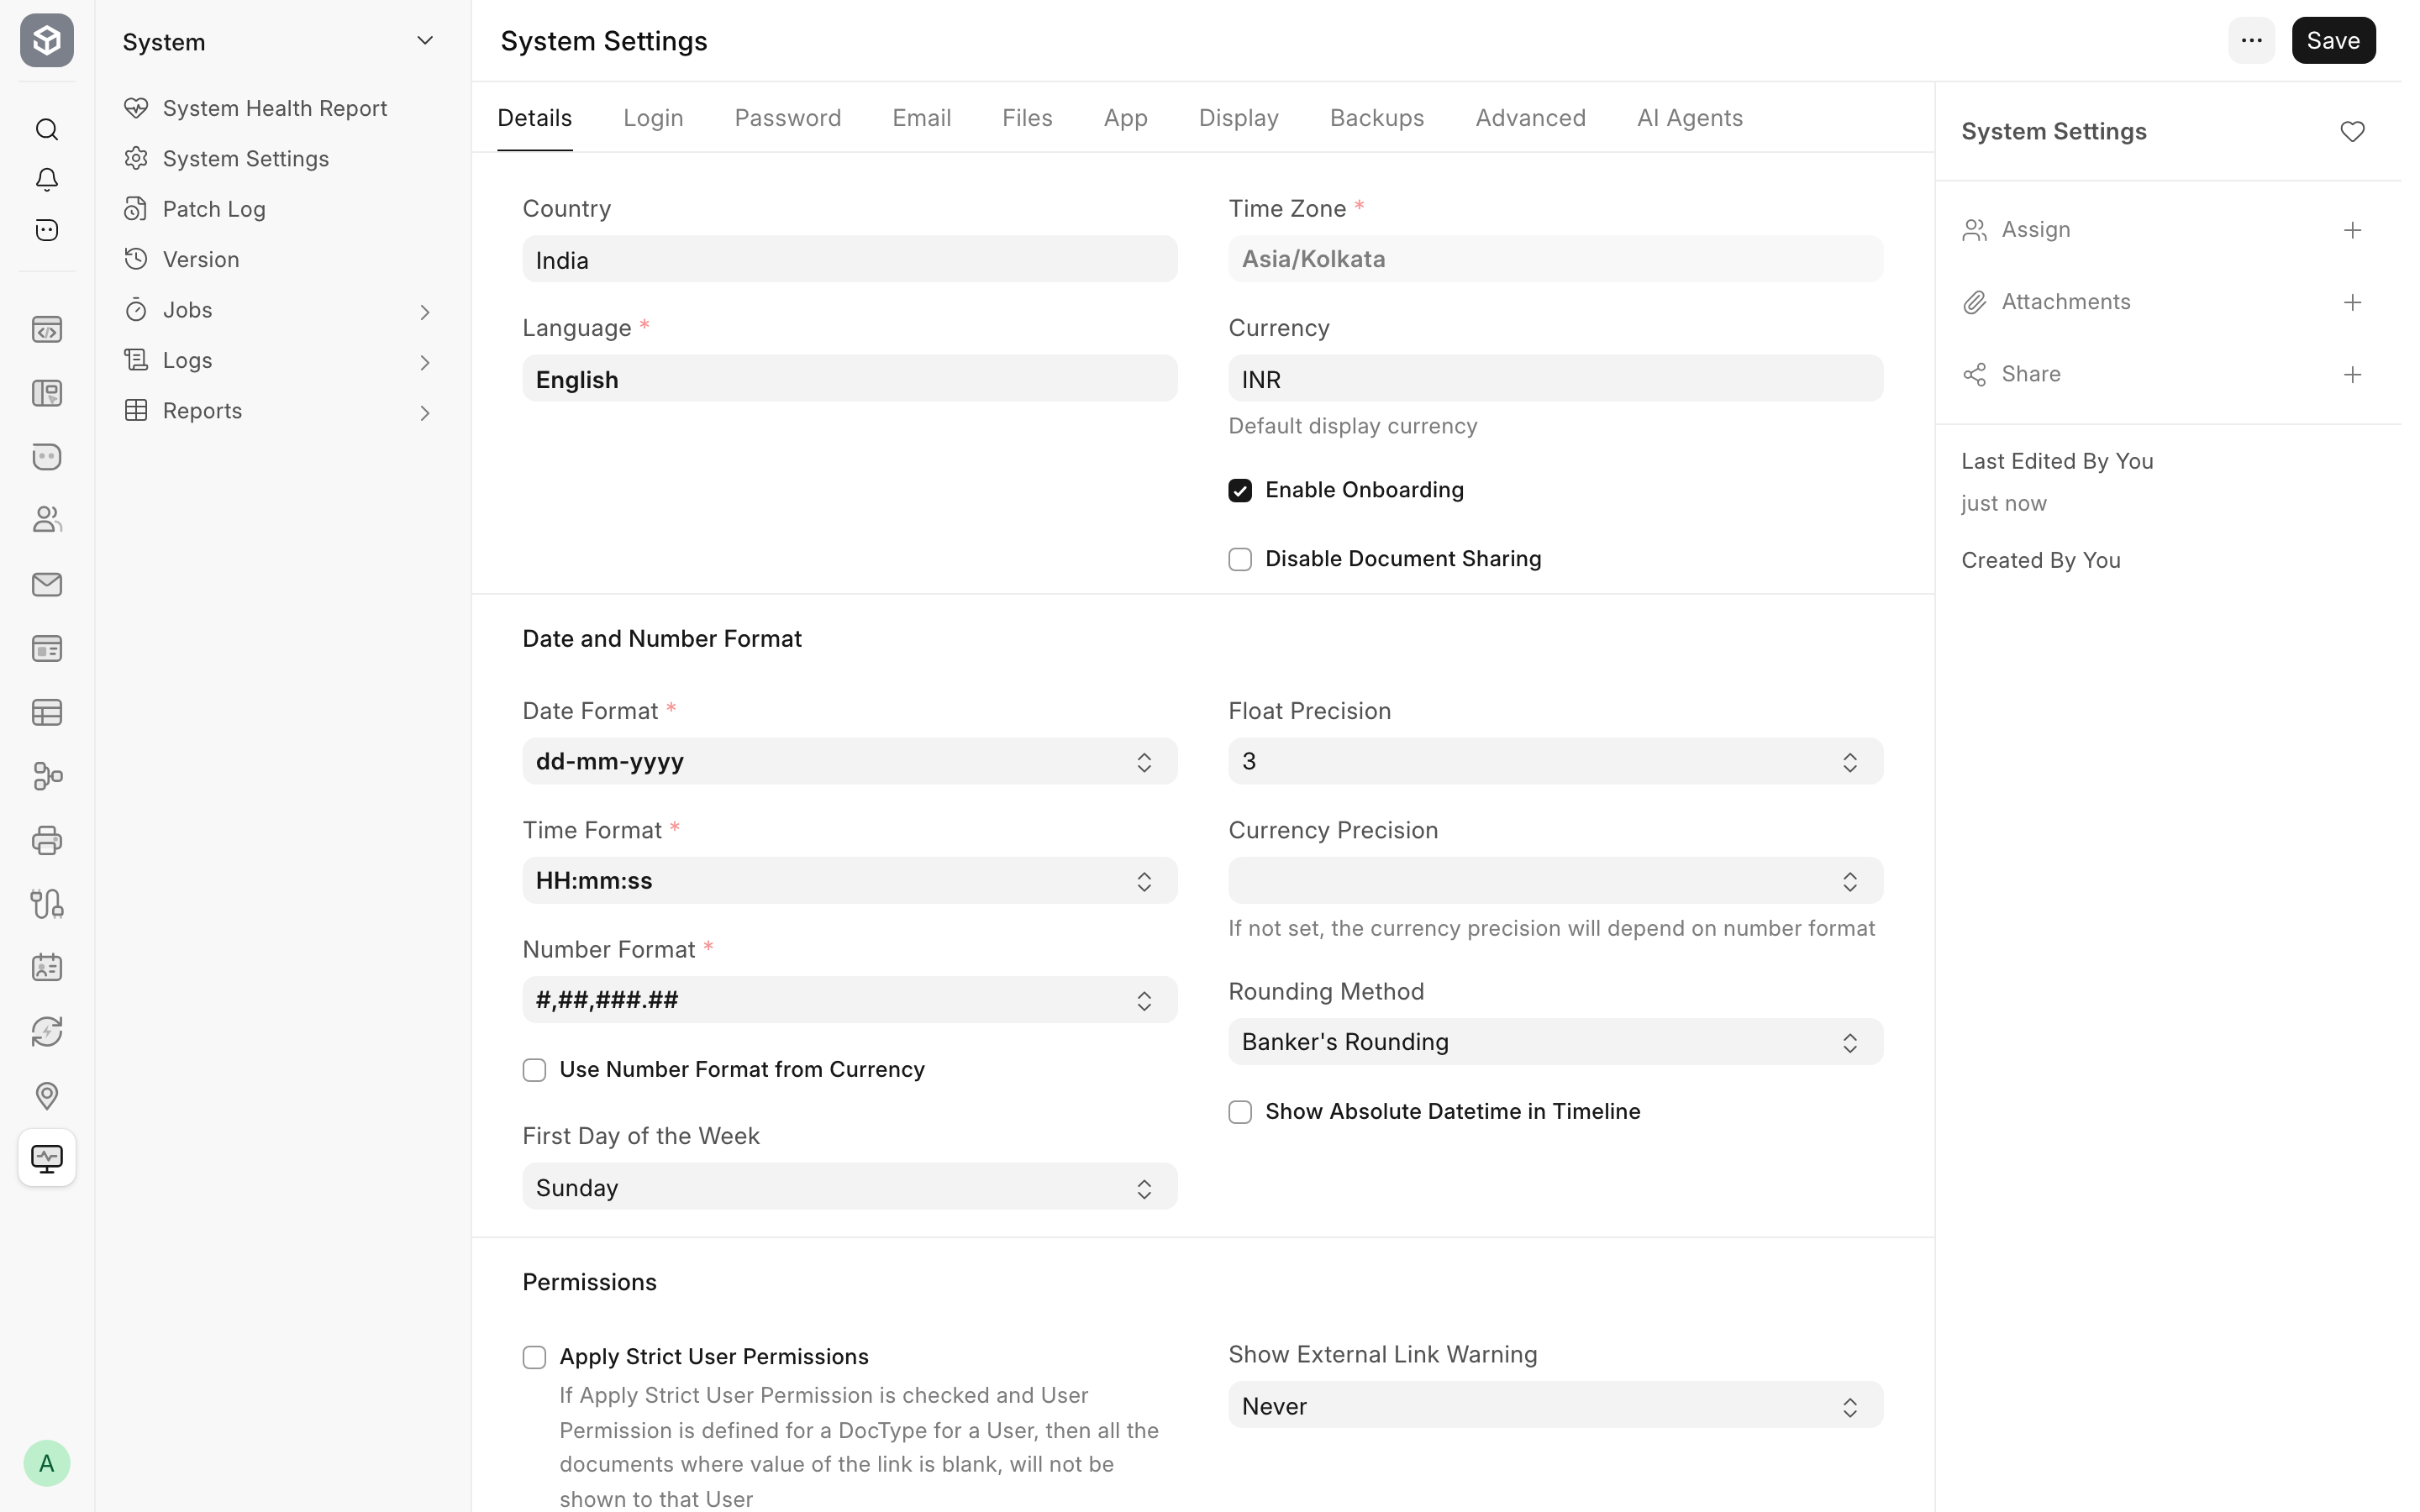 System
System Health Report
System Settings
Patch Log
Version
Jobs
Logs
Reports
A
System Settings
Save
Details
Login
Password
Email
Files
App
Display
Backups
Advanced
AI Agents
Country
India
Language *
English
Time Zone *
Asia/Kolkata
Currency
INR
Default display currency
Enable Onboarding
Disable Document Sharing
Date and Number Format
Date Format *
dd-mm-yyyy
Time Format *
HH:mm:ss
Number Format *
#,##,###.##
Use Number Format from Currency
First Day of the Week
Sunday
Float Precision
3
Currency Precision
If not set, the currency precision will depend on number format
Rounding Method
Banker's Rounding
Show Absolute Datetime in Timeline
Permissions
Apply Strict User Permissions
If Apply Strict User Permission is checked and User
Permission is defined for a DocType for a User, then all the
documents where value of the link is blank, will not be
shown to that User
Show External Link Warning
Never
System Settings
Assign
Attachments
Share
Last Edited By You
just now
Created By You